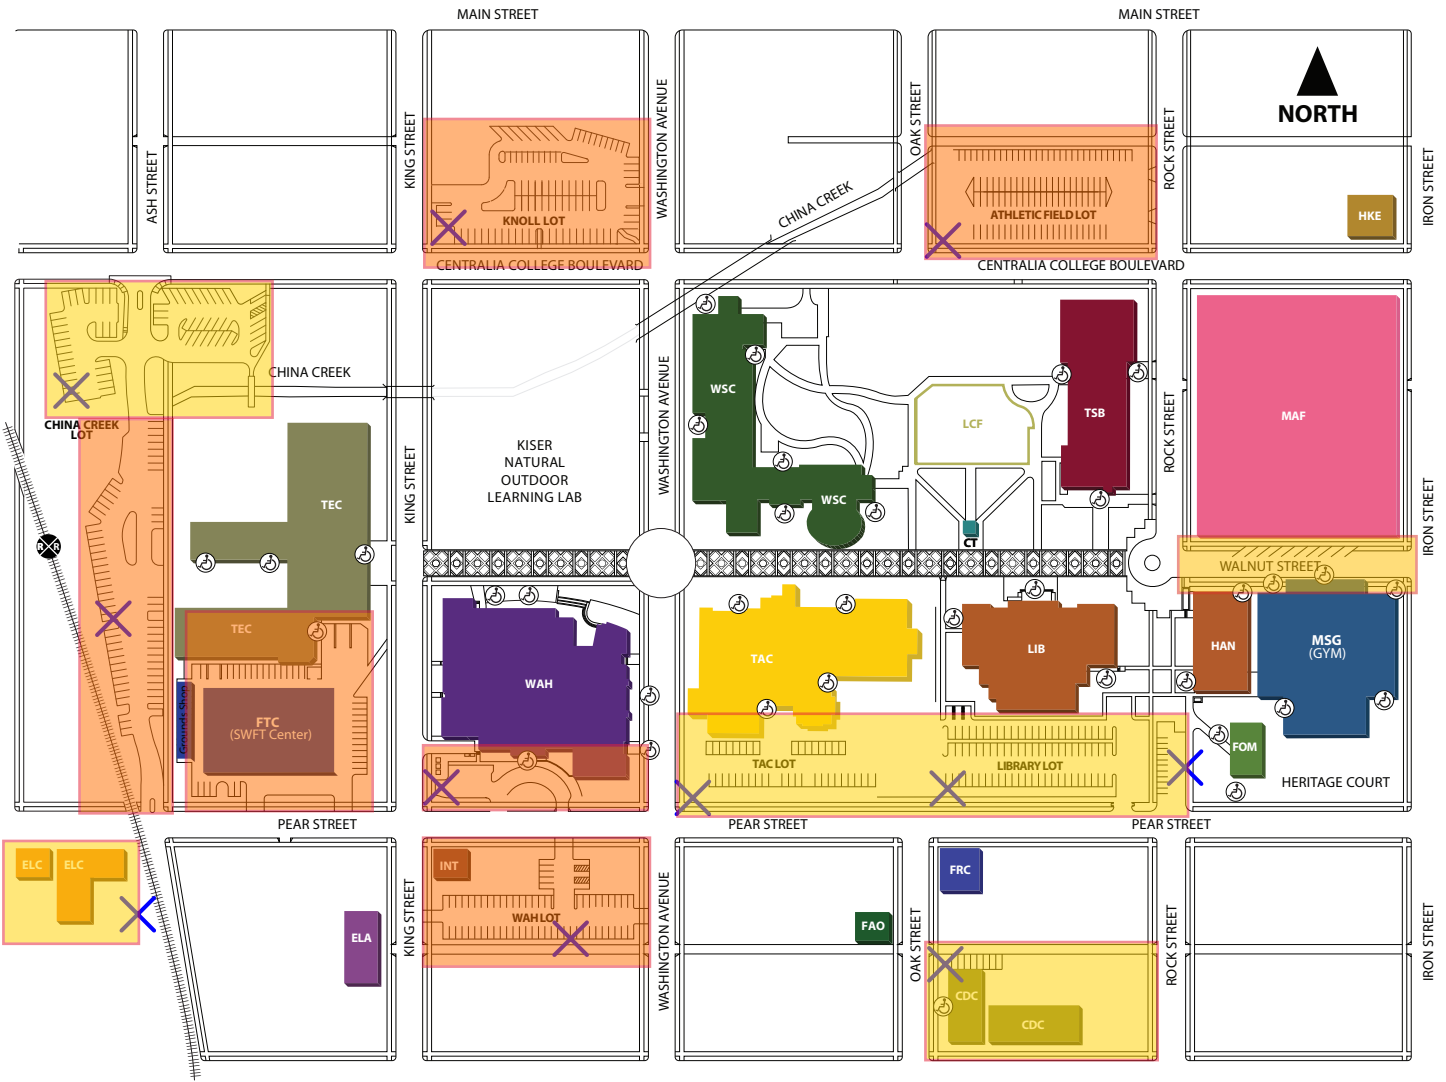 MAIN STREET
MAIN STREET
NORTH
ASH STREET
KING STREET
WASHINGTON AVENUE
OAK STREET
ROCK STREET
IRON STREET
KNOLL LOT
CHINA CREEK
ATHLETIC FIELD LOT
HKE
CENTRALIA COLLEGE BOULEVARD
CENTRALIA COLLEGE BOULEVARD
CHINA CREEK
CHINA CREEK
LOT
KING STREET
KISER
NATURAL
OUTDOOR
LEARNING LAB
WASHINGTON AVENUE
WSC
WSC
LCF
CT
TSB
ROCK STREET
MAF
IRON STREET
TEC
R R
WALNUT STREET
TEC
WAH
TAC
LIB
HAN
MSG
(GYM)
Grounds Shop
FTC
(SWFT Center)
FOM
TAC LOT
LIBRARY LOT
HERITAGE COURT
PEAR STREET
PEAR STREET
PEAR STREET
ELC
ELC
INT
FRC
WAH LOT
ELA
KING STREET
WASHINGTON AVENUE
FAO
OAK STREET
ROCK STREET
IRON STREET
CDC
CDC